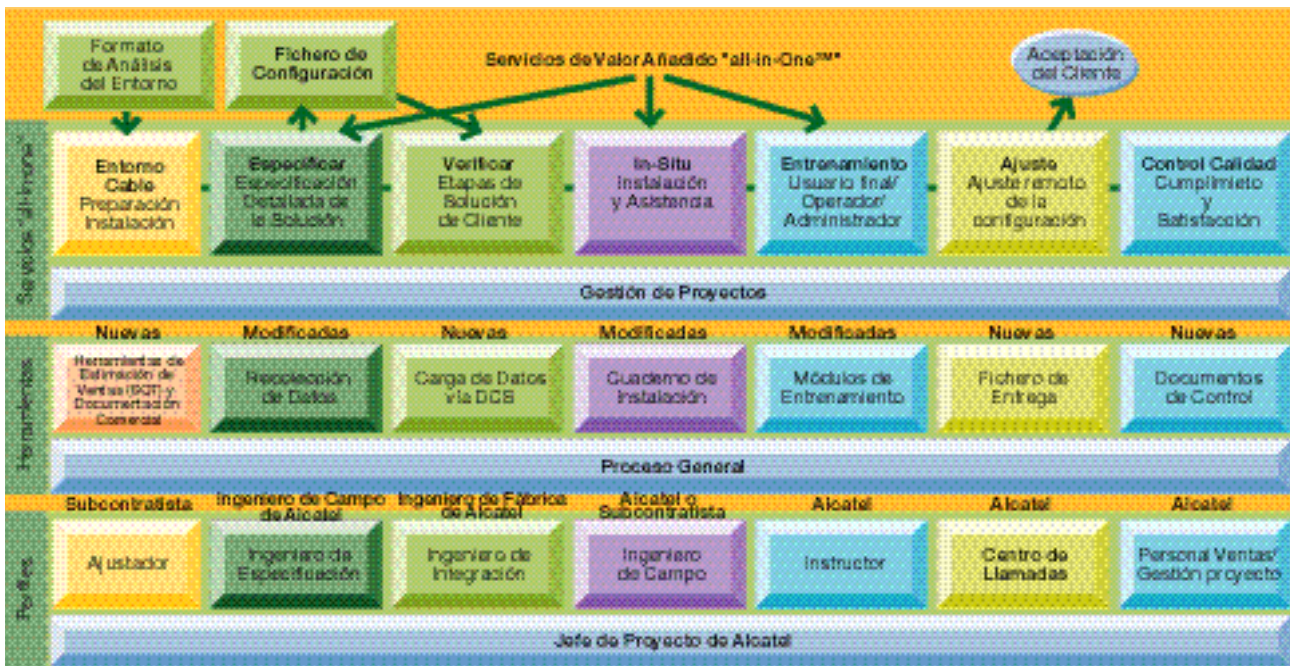 Formato
de Análisis
del Entorno
Fichero de
Configuración
Servicios de Valor Añadido "all-in-One™"
Aceptación
del Cliente
Servicios "all-in-one"
Entorno
Cable
Preparación
Instalación
Especificar
Especificación
Detallada de
la Solución
Verificar
Etapas de
Solución
de Cliente
In-Situ
Instalación
y Asistencia
Entrenamiento
Usuario final/
Operador/
Administrador
Ajuste
Ajuste remoto
de la
configuración
Control Calidad
Cumplimieto
y
Satisfacción
Gestión de Proyectos
Herramientas
Nuevas
Modificadas
Nuevas
Modificadas
Modificadas
Nuevas
Nuevas
Herramientas de
Estimación de
Ventas (SQT) y
Documentación
Comercial
Recolección
de Datos
Carga de Datos
vía DCS
Cuaderno de
Instalación
Módulos de
Entrenamiento
Fichero de
Entrega
Documentos
de Control
Proceso General
Perfiles
Subcontratista
Ingeniero de Campo
de Alcatel
Ingeniero de Fábrica
de Alcatel
Alcatel o
Subcontratista
Alcatel
Alcatel
Alcatel
Ajustador
Ingeniero de
Especificación
Ingeniero de
Integración
Ingeniero
de Campo
Instructor
Centro de
Llamadas
Personal Ventas/
Gestión proyecto
Jefe de Proyecto de Alcatel